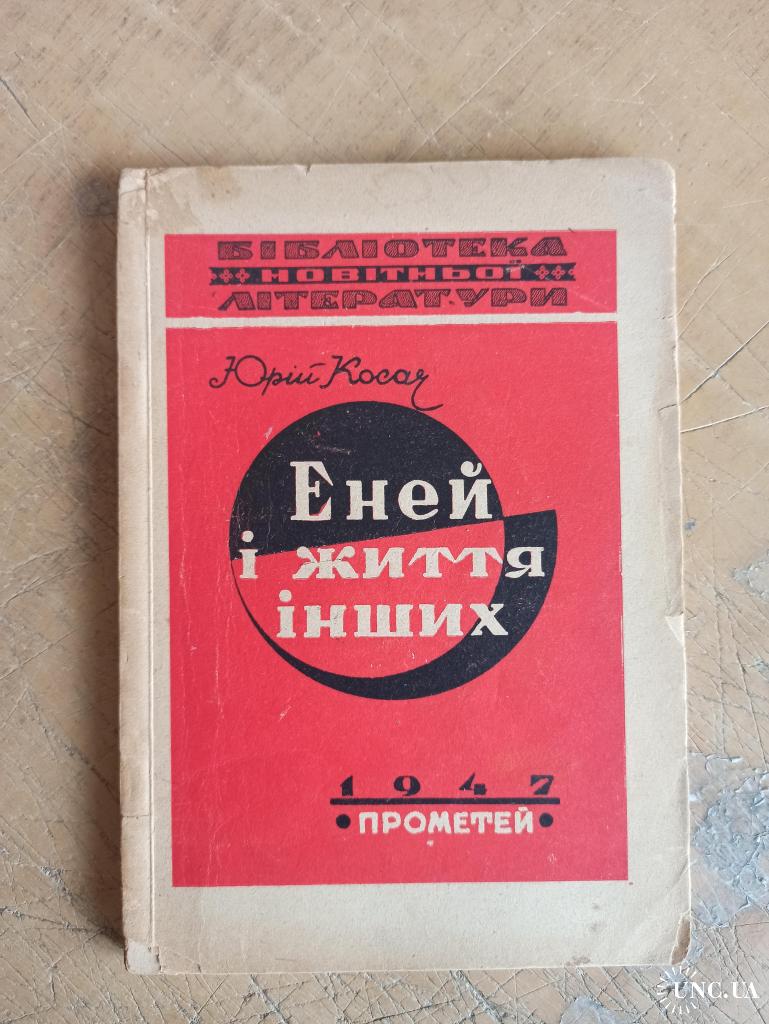 БІБЛІОТЕКА
НОВІТНЬОЇ
ЛІТЕРАТУРИ
Юрій Косач
Еней
і життя
інших
1947
ПРОМЕТЕЙ
UNC.UA